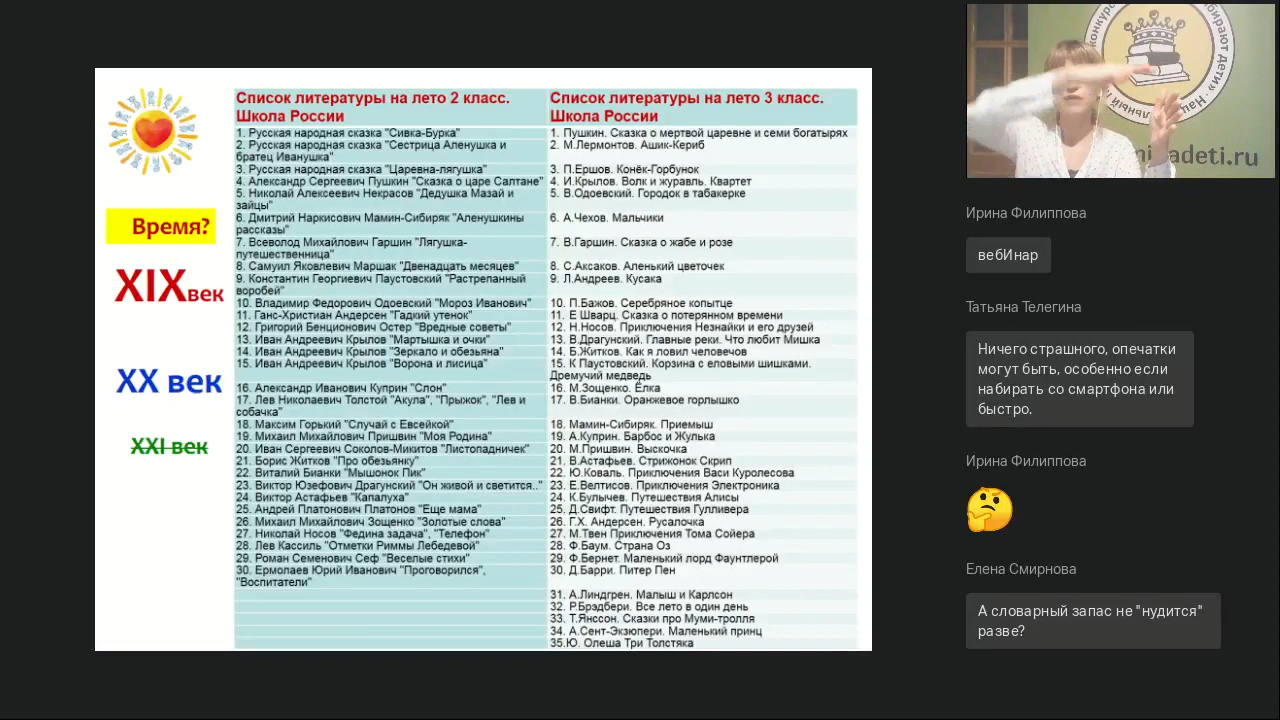 Список литературы на лето 2 класс.
Школа России
1. Русская народная сказка "Сивка-Бурка"
2. Русская народная сказка "Сестрица Аленушка и
братец Иванушка"
3. Русская народная сказка "Царевна-лягушка"
4. Александр Сергеевич Пушкин "Сказка о царе Салтане"
5. Николай Алексеевич Некрасов "Дедушка Мазай и
зайцы"
6. Дмитрий Наркисович Мамин-Сибиряк "Аленушкины
рассказы"
7. Всеволод Михайлович Гаршин "Лягушка-
путешественница"
8. Самуил Яковлевич Маршак "Двенадцать месяцев"
9. Константин Георгиевич Паустовский "Растрепанный
воробей"
10. Владимир Федорович Одоевский "Мороз Иванович"
11. Ганс-Христиан Андерсен "Гадкий утенок"
12. Григорий Бенционович Остер "Вредные советы"
13. Иван Андреевич Крылов "Мартышка и очки"
14. Иван Андреевич Крылов "Зеркало и обезьяна"
15. Иван Андреевич Крылов "Ворона и лисица"
16. Александр Иванович Куприн "Слон"
17. Лев Николаевич Толстой "Акула", "Прыжок", "Лев и
собачка"
18. Максим Горький "Случай с Евсейкой"
19. Михаил Михайлович Пришвин "Моя Родина"
20. Иван Сергеевич Соколов-Микитов "Листопадничек"
21. Борис Житков "Про обезьянку"
22. Виталий Бианки "Мышонок Пик"
23. Виктор Юзефович Драгунский "Он живой и светится.."
24. Виктор Астафьев "Капалуха"
25. Андрей Платонович Платонов "Еще мама"
26. Михаил Михайлович Зощенко "Золотые слова"
27. Николай Носов "Федина задача", "Телефон"
28. Лев Кассиль "Отметки Риммы Лебедевой"
29. Роман Семенович Сеф "Веселые стихи"
30. Ермолаев Юрий Иванович "Проговорился",
"Воспитатели"
Список литературы на лето 3 класс.
Школа России
1. Пушкин. Сказка о мертвой царевне и семи богатырях
2. М.Лермонтов. Ашик-Кериб
3. П.Ершов. Конёк-Горбунок
4. И.Крылов. Волк и журавль. Квартет
5. В.Одоевский. Городок в табакерке
6. А.Чехов. Мальчики
7. В.Гаршин. Сказка о жабе и розе
8. С.Аксаков. Аленький цветочек
9. Л.Андреев. Кусака
10. П.Бажов. Серебряное копытце
11. Е Шварц. Сказка о потерянном времени
12. Н.Носов. Приключения Незнайки и его друзей
13. В.Драгунский. Главные реки. Что любит Мишка
14. Б.Житков. Как я ловил человечов
15. К Паустовский. Корзина с еловыми шишками.
Дремучий медведь
16. М.Зощенко. Ёлка
17. В.Бианки. Оранжевое горлышко
18. Мамин-Сибиряк. Приемыш
19. А.Куприн. Барбос и Жулька
20. М.Пришвин. Выскочка
21. В.Астафьев. Стрижонок Скрип
22. Ю.Коваль. Приключения Васи Куролесова
23. Е.Велтисов. Приключения Электроника
24. К.Булычев. Путешествия Алисы
25. Д.Свифт. Путешествия Гулливера
26. Г.Х. Андерсен. Русалочка
27. М.Твен Приключения Тома Сойера
28. Ф.Баум. Страна Оз
29. Ф.Бернет. Маленький лорд Фаунтлерой
30. Д.Барри. Питер Пен
31. А.Линдгрен. Малыш и Карлсон
32. Р.Брэдбери. Все лето в один день
33. Т.Янссон. Сказки про Муми-тролля
34. А.Сент-Экзюпери. Маленький принц
35.Ю. Олеша Три Толстяка
Время?
XIX век
XX век
XXI век
Ирина Филиппова
вебИнар
Татьяна Телегина
Ничего страшного, опечатки
могут быть, особенно если
набирать со смартфона или
быстро.
Ирина Филиппова
Елена Смирнова
А словарный запас не "нудится"
разве?